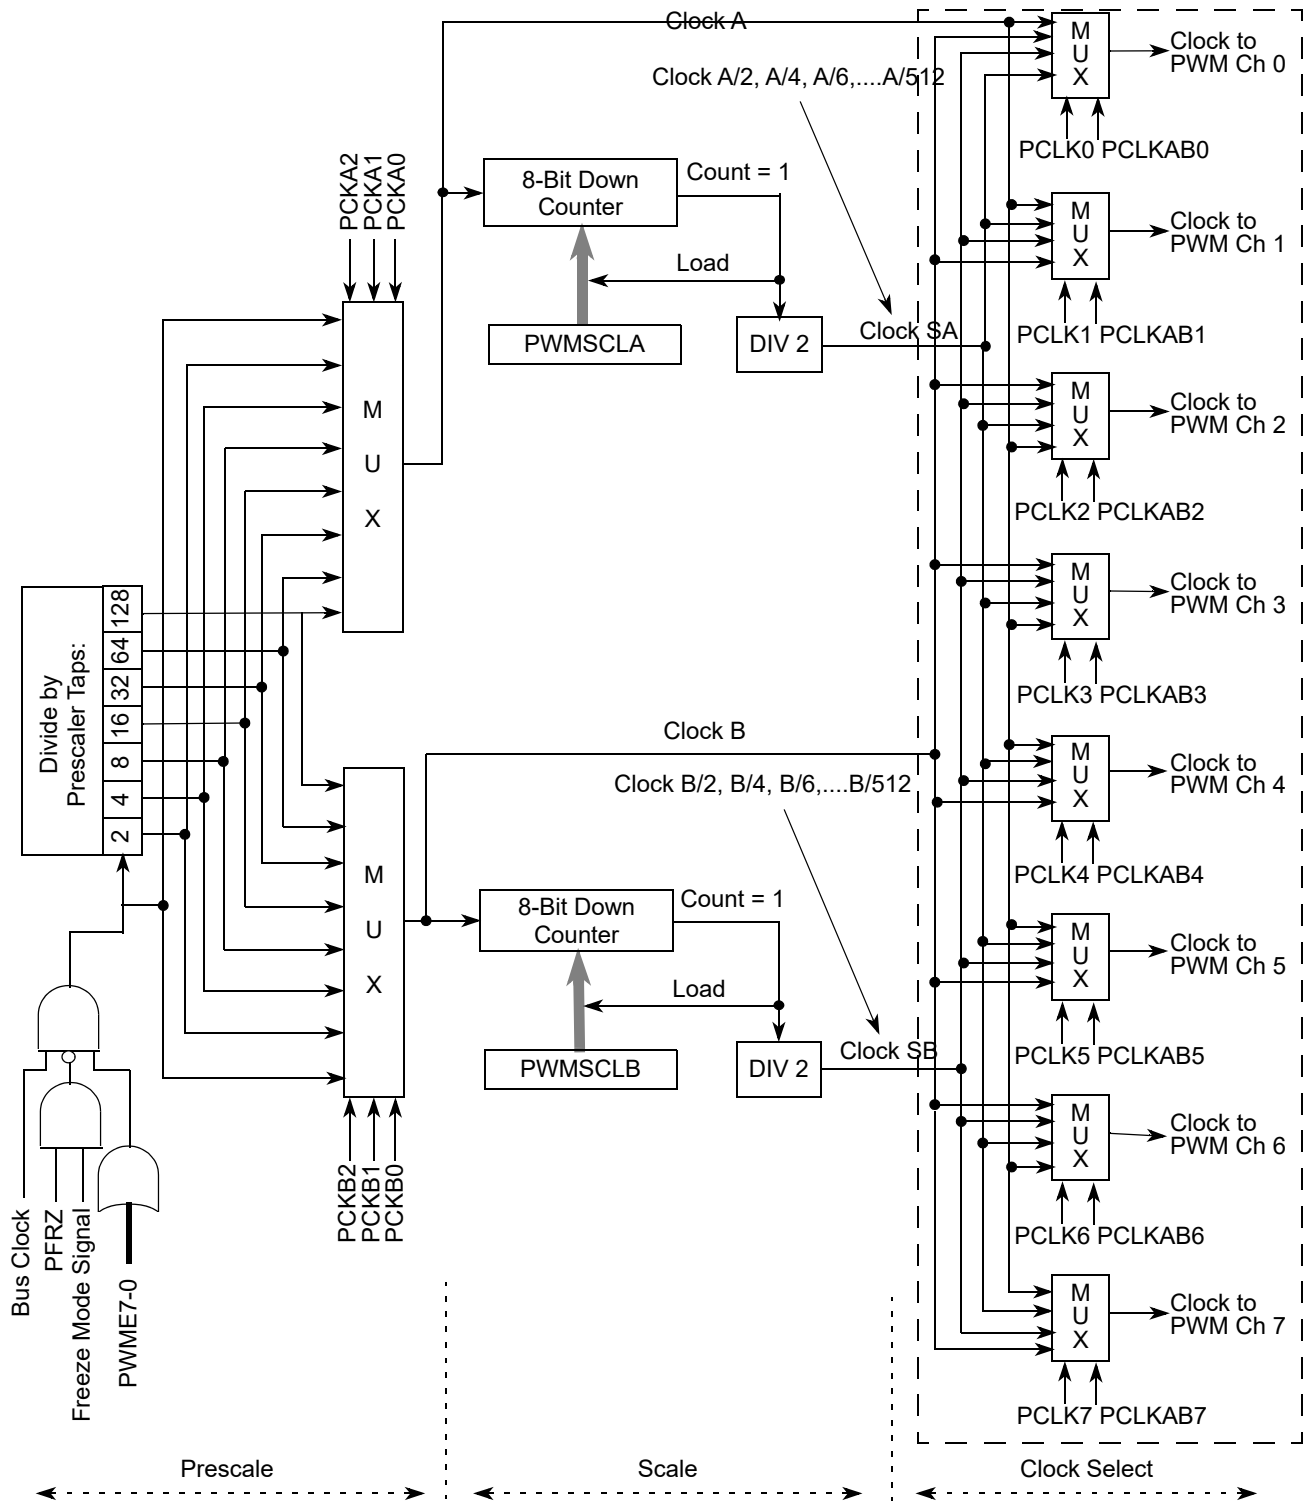 Clock A
Clock A/2, A/4, A/6,....A/512
PCKA2
PCKA1
PCKA0
8-Bit Down
Counter
Count = 1
Load
PWMSCLA
DIV 2
Clock SA
M
U
X
Divide by
Prescaler Taps:
128
64
32
16
8
4
2
Clock B
Clock B/2, B/4, B/6,....B/512
M
U
X
8-Bit Down
Counter
Count = 1
Load
PWMSCLB
DIV 2
Clock SB
PCKB2
PCKB1
PCKB0
Bus Clock
PFRZ
Freeze Mode Signal
PWME7-0
M
U
X
Clock to
PWM Ch 0
PCLK0 PCLKAB0
M
U
X
Clock to
PWM Ch 1
PCLK1 PCLKAB1
M
U
X
Clock to
PWM Ch 2
PCLK2 PCLKAB2
M
U
X
Clock to
PWM Ch 3
PCLK3 PCLKAB3
M
U
X
Clock to
PWM Ch 4
PCLK4 PCLKAB4
M
U
X
Clock to
PWM Ch 5
PCLK5 PCLKAB5
M
U
X
Clock to
PWM Ch 6
PCLK6 PCLKAB6
M
U
X
Clock to
PWM Ch 7
PCLK7 PCLKAB7
Prescale
Scale
Clock Select